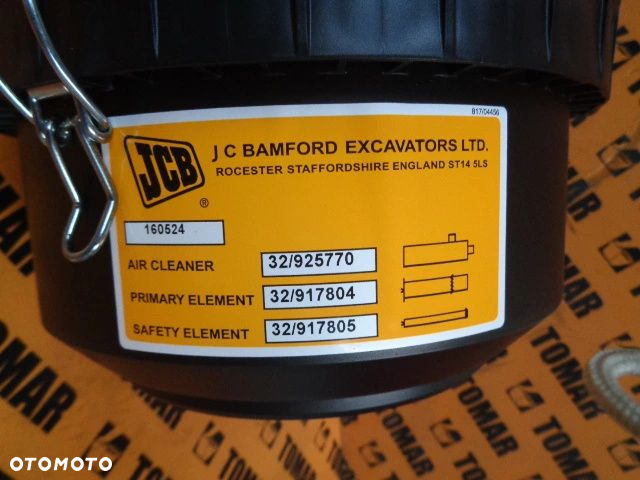 817/04456
JCB
®
J C BAMFORD EXCAVATORS LTD.
ROCESTER STAFFORDSHIRE ENGLAND ST14 5LS
160524
AIR CLEANER 32/925770
PRIMARY ELEMENT 32/917804
SAFETY ELEMENT 32/917805
TOMAR
TOMAR
TOMAR
TOMAR
TOMAR
OTOMOTO